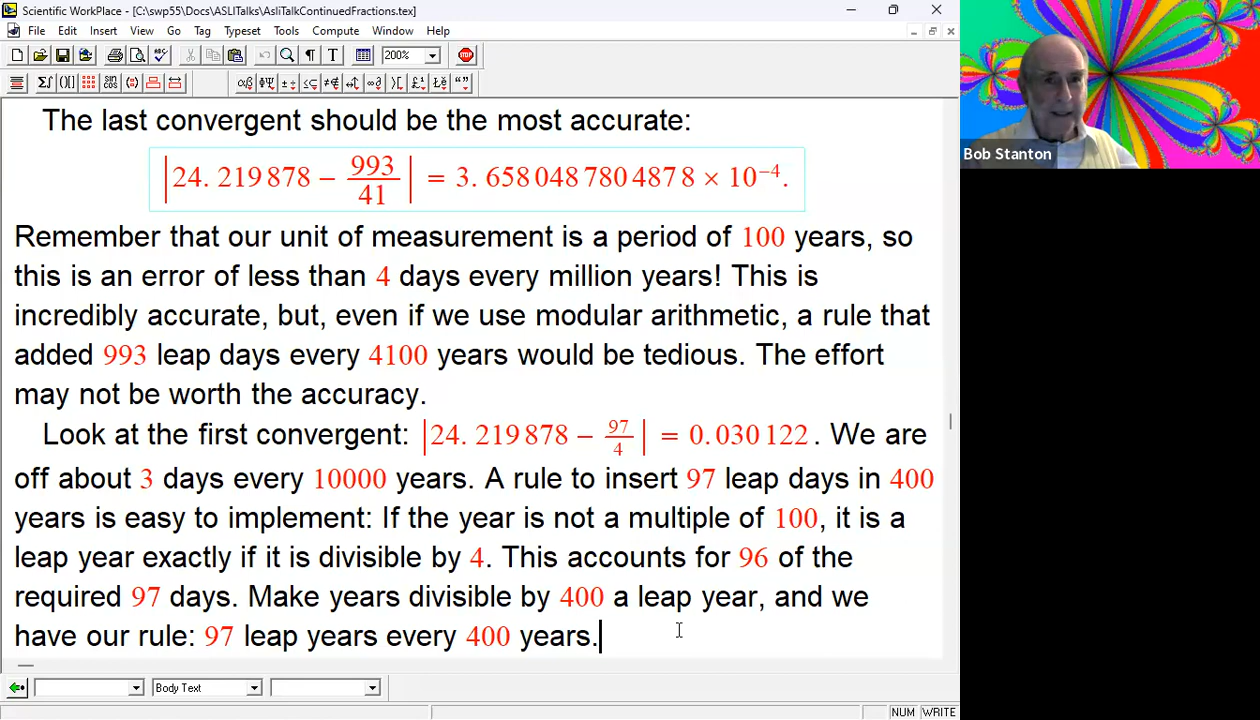 Scientific WorkPlace - [C:\swp55\Docs\ASLITalks\AsliTalkContinuedFractions.tex]
File Edit Insert View Go Tag Typeset Tools Compute Window Help
200%
STOP
The last convergent should be the most accurate:
|24. 219 878 − 993/41| = 3. 658 048 780 487 8 × 10⁻⁴.
Remember that our unit of measurement is a period of 100 years, so
this is an error of less than 4 days every million years! This is
incredibly accurate, but, even if we use modular arithmetic, a rule that
added 993 leap days every 4100 years would be tedious. The effort
may not be worth the accuracy.
Look at the first convergent: |24. 219 878 − 97/4| = 0. 030 122 . We are
off about 3 days every 10000 years. A rule to insert 97 leap days in 400
years is easy to implement: If the year is not a multiple of 100, it is a
leap year exactly if it is divisible by 4. This accounts for 96 of the
required 97 days. Make years divisible by 400 a leap year, and we
have our rule: 97 leap years every 400 years.
Body Text
NUM WRITE
Bob Stanton